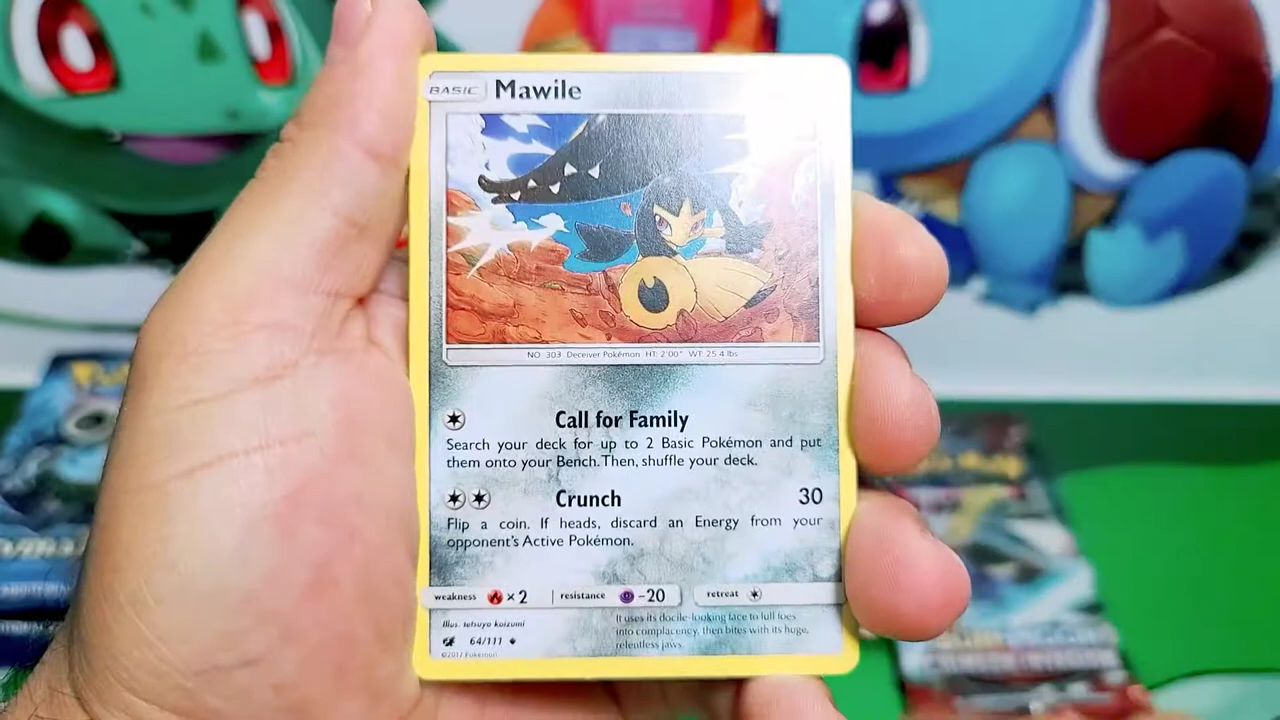 BASIC Mawile
NO. 303 Deceiver Pokémon HT: 2'00" WT: 25.4 lbs
Call for Family
Search your deck for up to 2 Basic Pokémon and put
them onto your Bench. Then, shuffle your deck.
Crunch 30
Flip a coin. If heads, discard an Energy from your
opponent's Active Pokémon.
weakness ×2 resistance -20 retreat
Illus. tetsuya koizumi
64/111
©2017 Pokémon
It uses its docile-looking face to lull foes
into complacency, then bites with its huge,
relentless jaws.